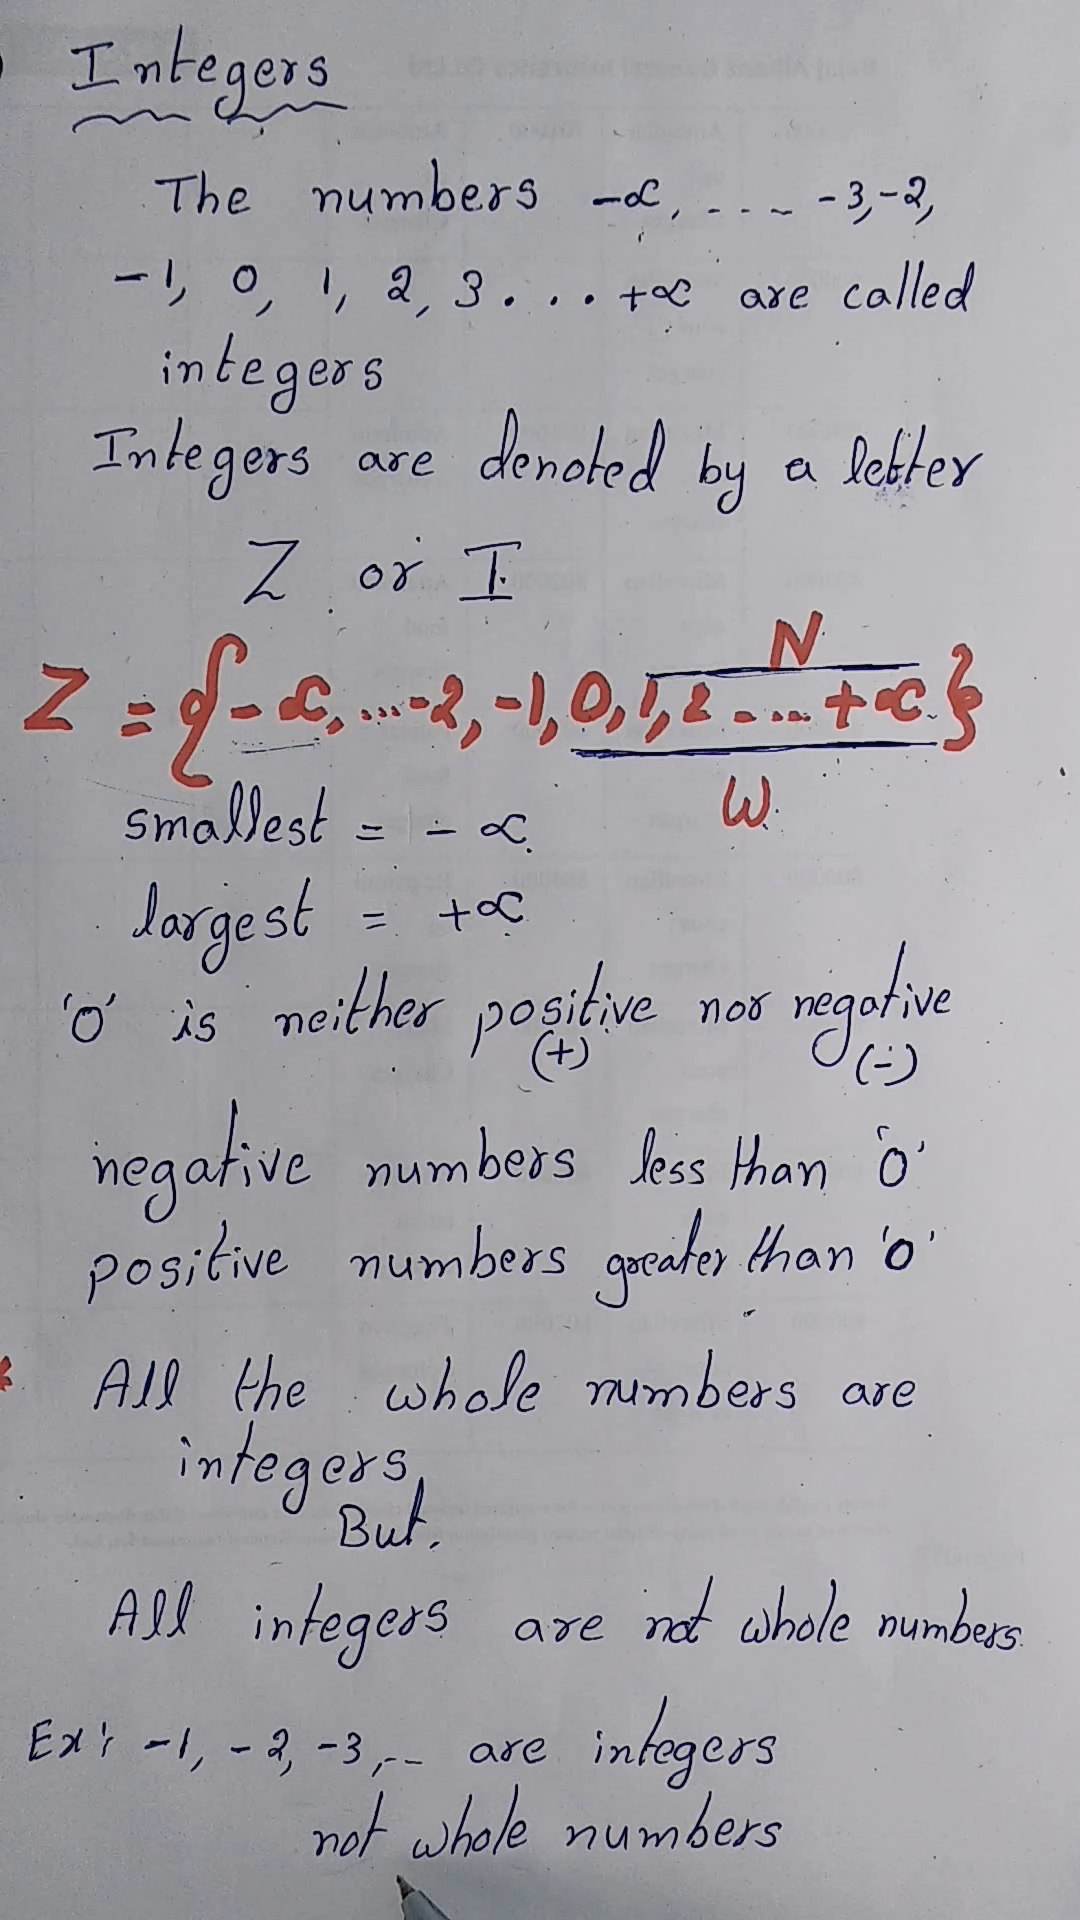 Integers
The numbers -∝, ---- -3,-2,
-1, 0, 1, 2, 3.... +∝ are called
integers
Integers are denoted by a letter
Z or I
N
Z = {-∝, ...-2, -1, 0, 1, 2 ---- +∝.}
W.
smallest = -∝
largest = +∝
'0' is neither positive nor negative
(+) (-)
negative numbers less than '0'
positive numbers greater than '0'
* All the whole numbers are
integers,
But,
All integers are not whole numbers.
Ex: -1, -2, -3,-- are integers
not whole numbers